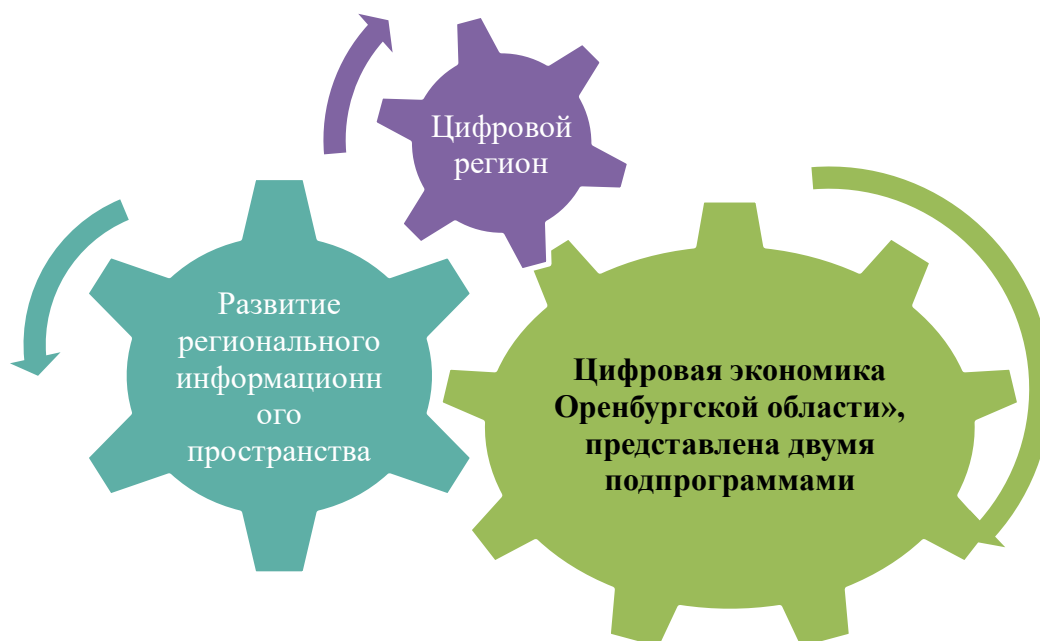 Цифровой
регион
Развитие
регионального
информационн
ого
пространства
Цифровая экономика
Оренбургской области»,
представлена двумя
подпрограммами